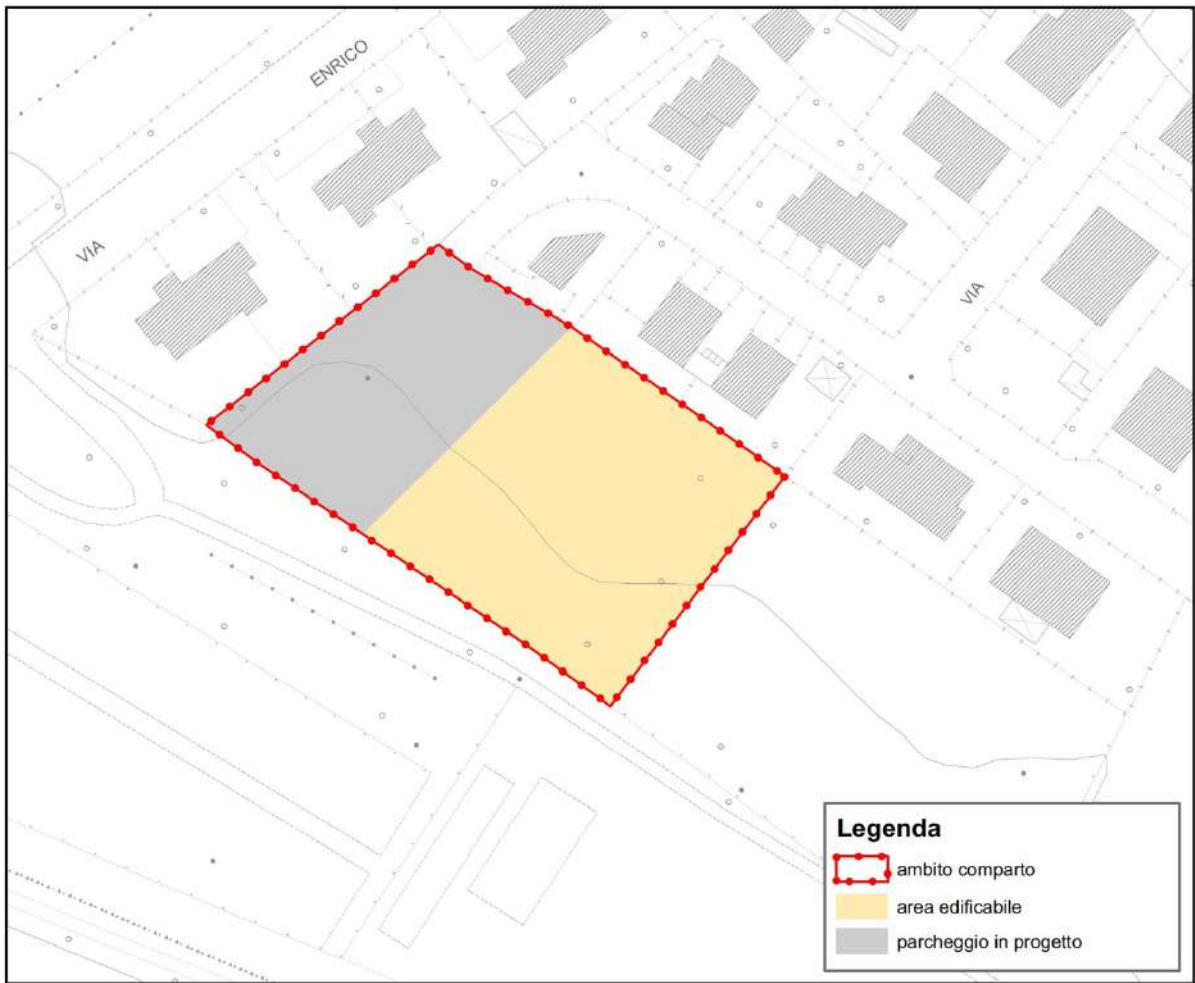 ENRICO
VIA
VIA
Legenda
ambito comparto
area edificabile
parcheggio in progetto